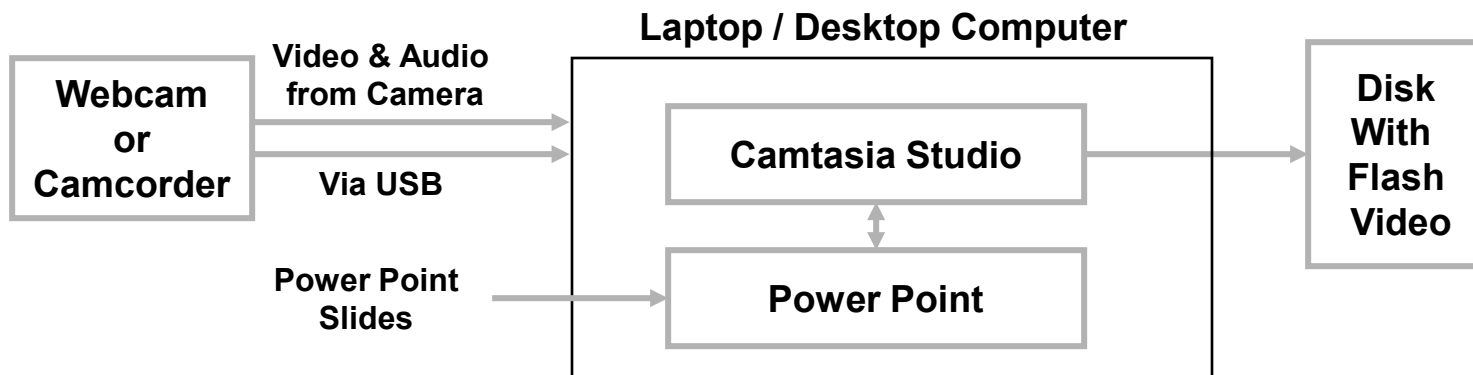 Laptop / Desktop Computer
Webcam
or
Camcorder
Video & Audio
from Camera
Via USB
Camtasia Studio
Disk
With
Flash
Video
Power Point
Slides
Power Point